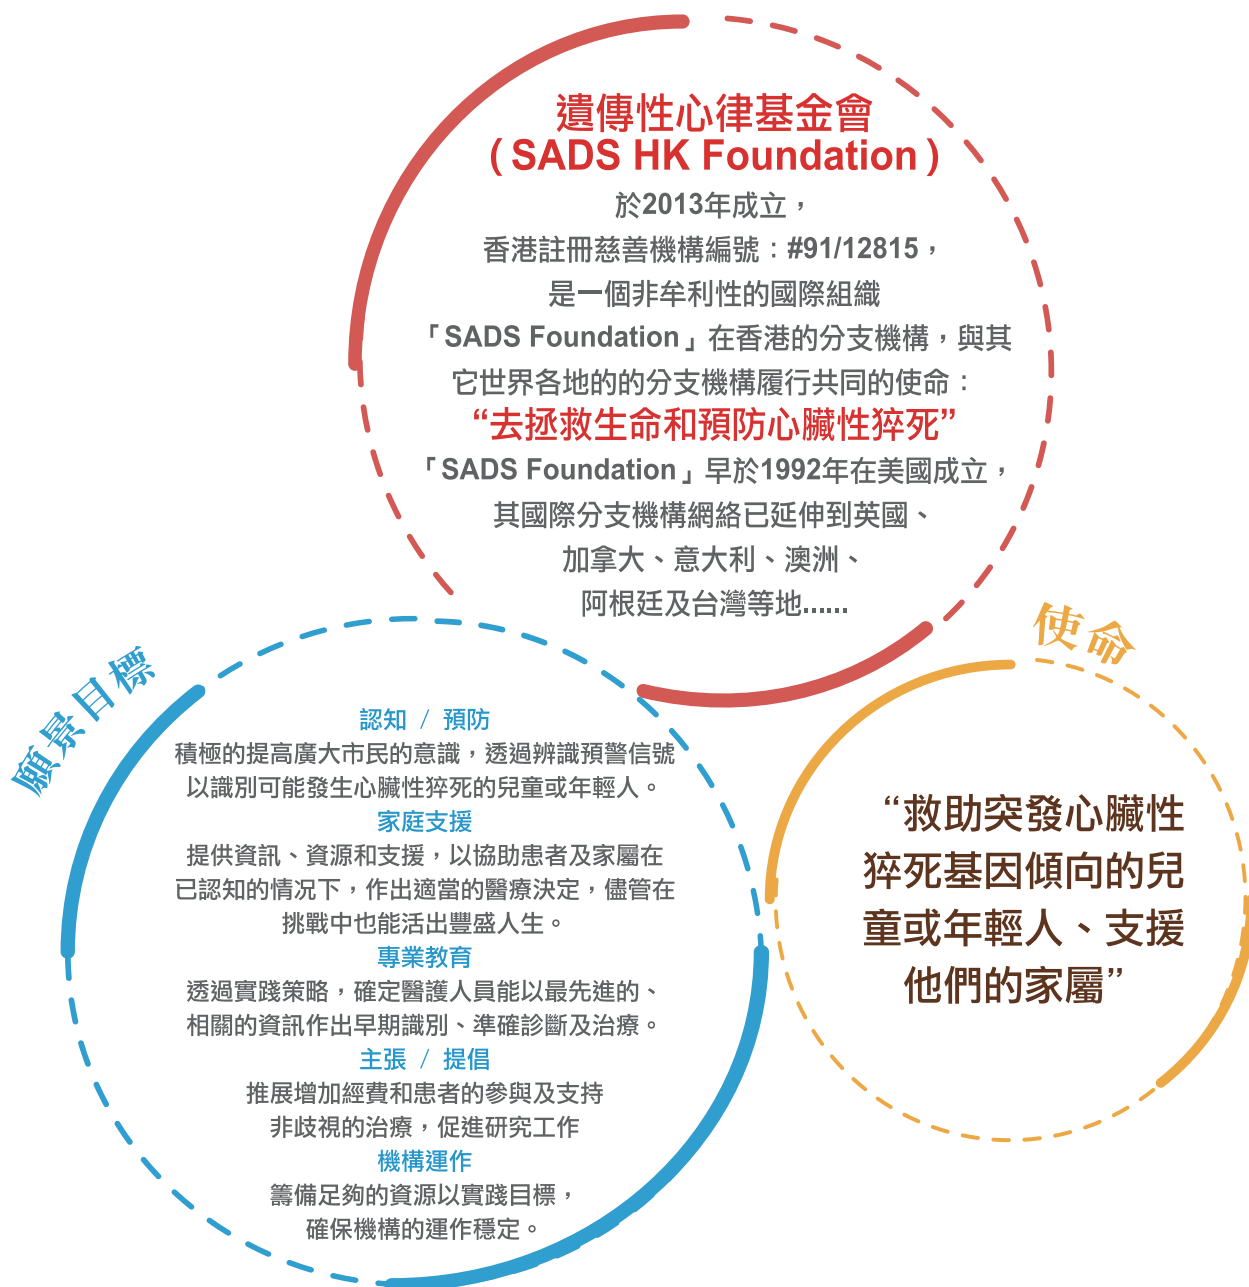 遺傳性心律基金會
( SADS HK Foundation )
於2013年成立，
香港註冊慈善機構編號：#91/12815，
是一個非牟利性的國際組織
「SADS Foundation」在香港的分支機構，與其
它世界各地的的分支機構履行共同的使命：
“去拯救生命和預防心臟性猝死”
「SADS Foundation」早於1992年在美國成立，
其國際分支機構網絡已延伸到英國、
加拿大、意大利、澳洲、
阿根廷及台灣等地......
願景目標
認知 / 預防
積極的提高廣大市民的意識，透過辨識預警信號
以識別可能發生心臟性猝死的兒童或年輕人。
家庭支援
提供資訊、資源和支援，以協助患者及家屬在
已認知的情況下，作出適當的醫療決定，儘管在
挑戰中也能活出豐盛人生。
專業教育
透過實踐策略，確定醫護人員能以最先進的、
相關的資訊作出早期識別、準確診斷及治療。
主張 / 提倡
推展增加經費和患者的參與及支持
非歧視的治療，促進研究工作
機構運作
籌備足夠的資源以實踐目標，
確保機構的運作穩定。
使命
“救助突發心臟性
猝死基因傾向的兒
童或年輕人、支援
他們的家屬”